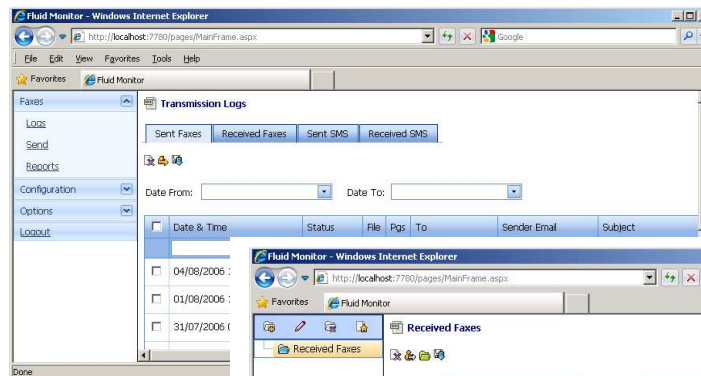 Fluid Monitor - Windows Internet Explorer
http://localhost:7780/pages/MainFrame.aspx
Google
File Edit View Favorites Tools Help
Favorites Fluid Monitor
Faxes
Logs
Send
Reports
Configuration
Options
Logout
Transmission Logs
Sent Faxes Received Faxes Sent SMS Received SMS
Date From: Date To:
Date & Time Status File Pgs To Sender Email Subject
04/08/2006
01/08/2006
31/07/2006
Done
Fluid Monitor - Windows Internet Explorer
http://localhost:7780/pages/MainFrame.aspx
Favorites Fluid Monitor
Received Faxes
Received Faxes